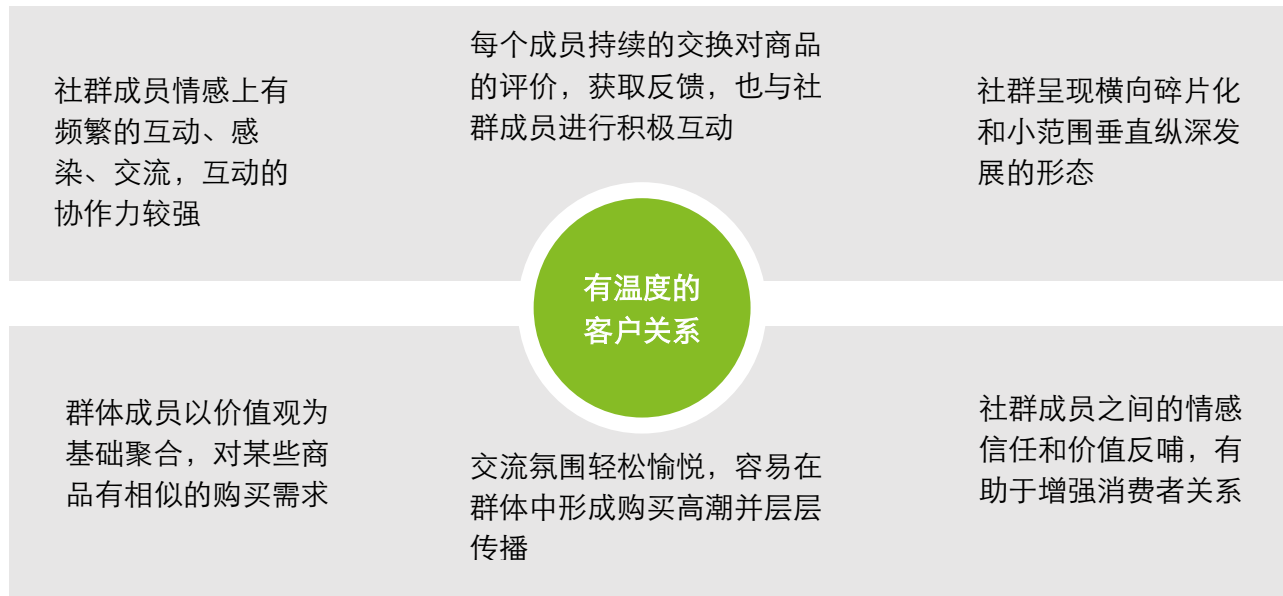 社群成员情感上有
频繁的互动、感
染、交流，互动的
协作力较强
每个成员持续的交换对商品
的评价，获取反馈，也与社
群成员进行积极互动
社群呈现横向碎片化
和小范围垂直纵深发
展的形态
有温度的
客户关系
群体成员以价值观为
基础聚合，对某些商
品有相似的购买需求
交流氛围轻松愉悦，容易在
群体中形成购买高潮并层层
传播
社群成员之间的情感
信任和价值反哺，有
助于增强消费者关系